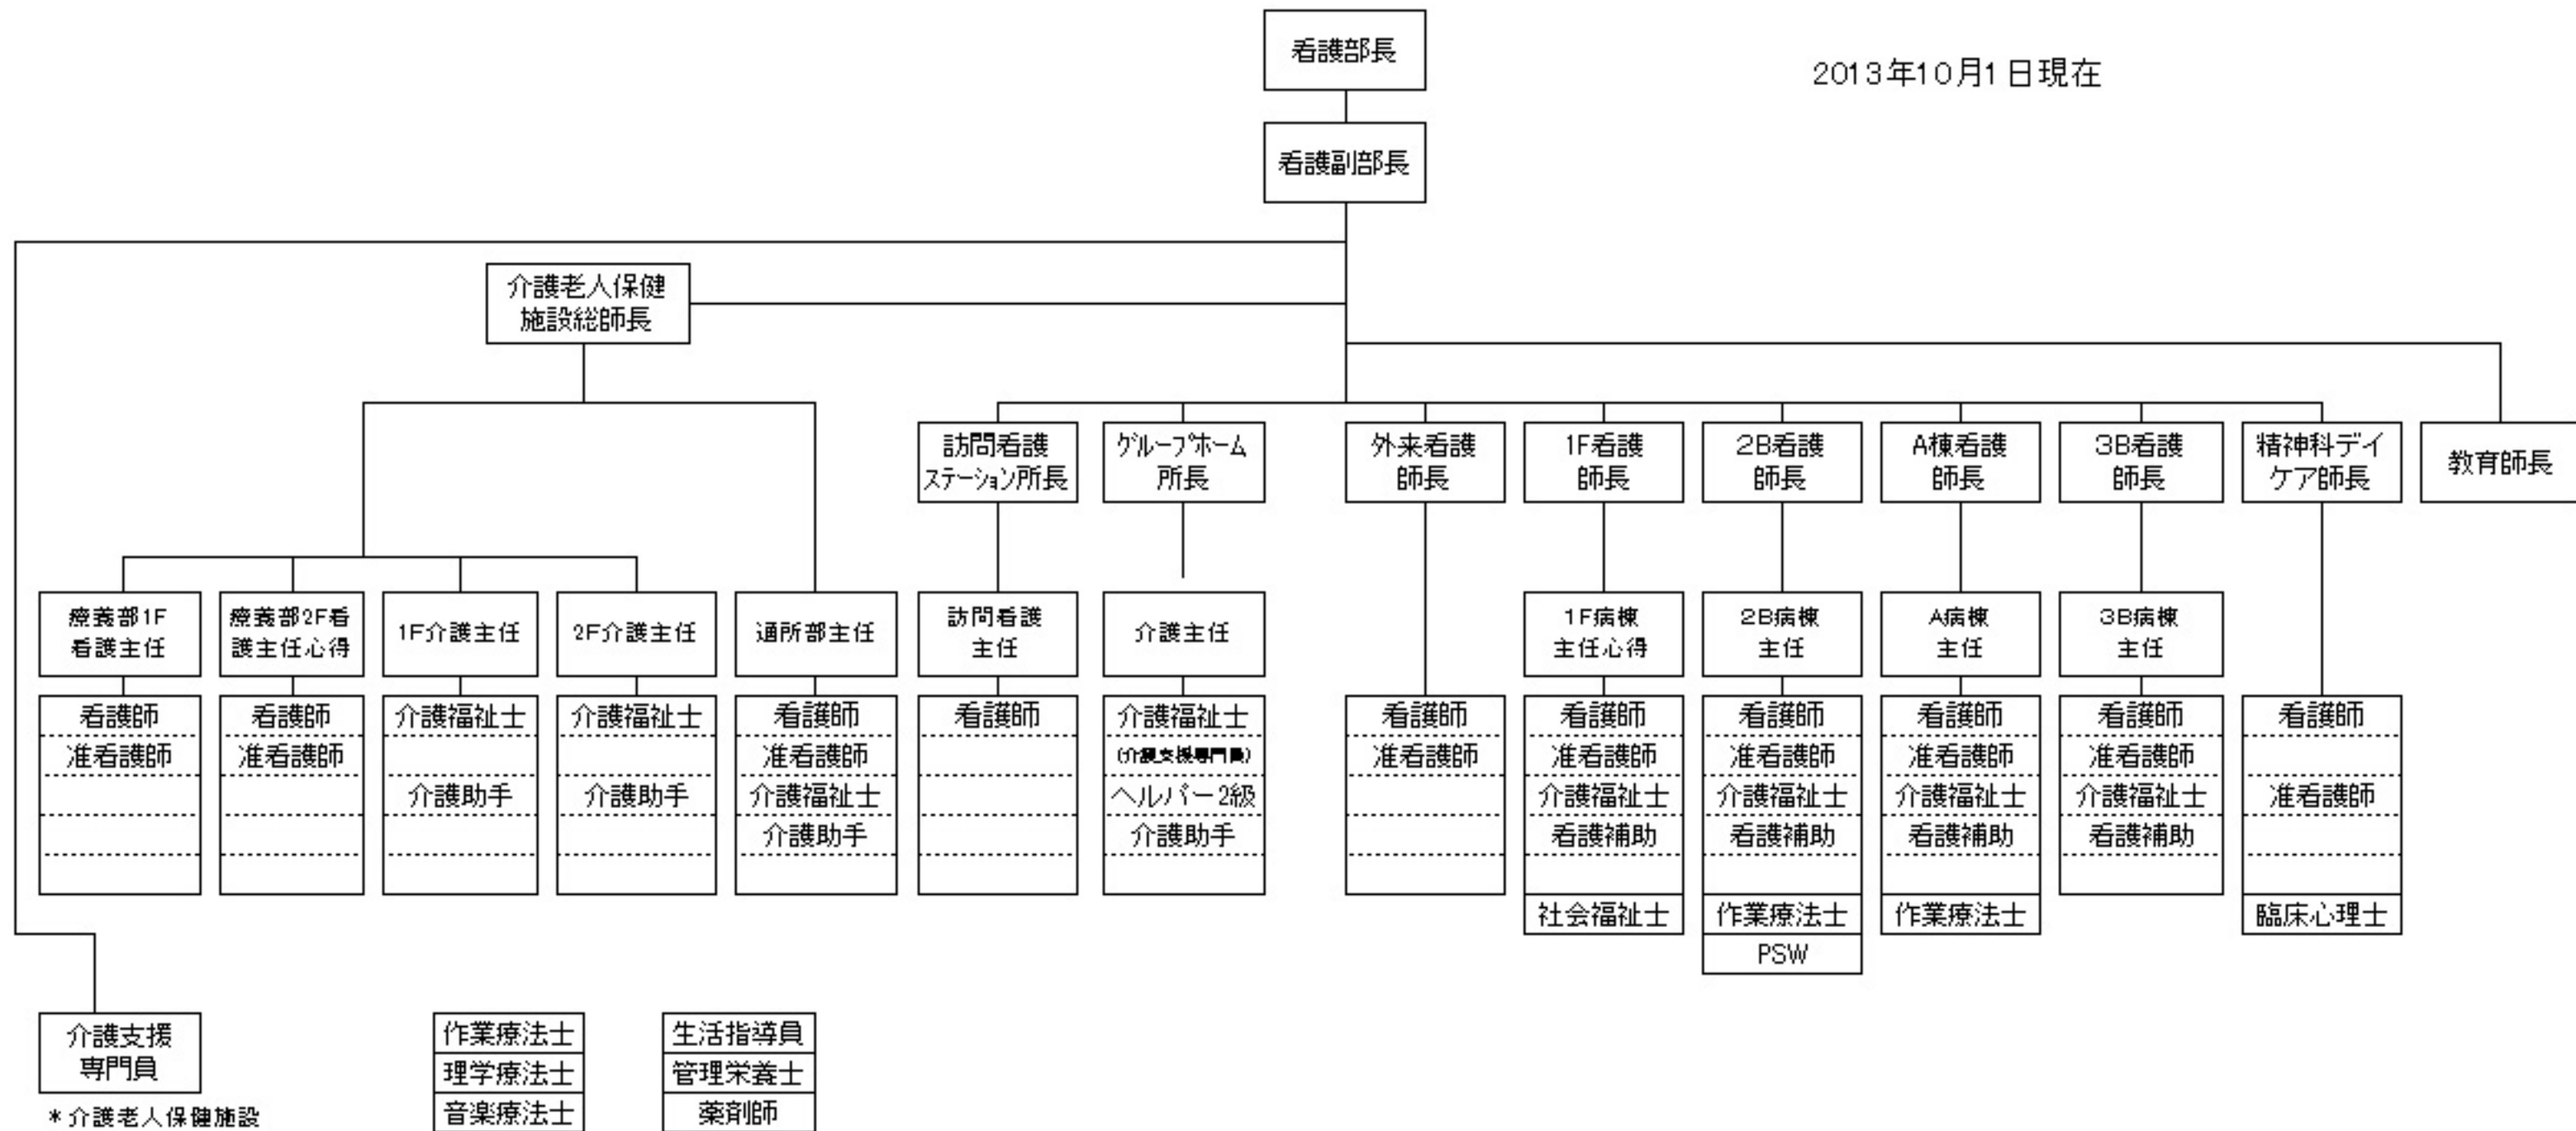 看護部長
2013年10月1日現在
看護副部長
介護老人保健
施設総師長
訪問看護
ステーション所長
グループホーム
所長
外来看護
師長
1F看護
師長
2B看護
師長
A棟看護
師長
3B看護
師長
精神科デイ
ケア師長
教育師長
療養部1F
看護主任
療養部2F看
護主任心得
1F介護主任
2F介護主任
通所部主任
訪問看護
主任
介護主任
1F病棟
主任心得
2B病棟
主任
A病棟
主任
3B病棟
主任
看護師
准看護師
看護師
准看護師
介護福祉士
介護助手
介護福祉士
介護助手
看護師
准看護師
介護福祉士
介護助手
看護師
介護福祉士
(介護支援専門員)
ヘルパー2級
介護助手
看護師
准看護師
看護師
准看護師
介護福祉士
看護補助
社会福祉士
看護師
准看護師
介護福祉士
看護補助
作業療法士
PSW
看護師
准看護師
介護福祉士
看護補助
作業療法士
看護師
准看護師
介護福祉士
看護補助
看護師
准看護師
臨床心理士
介護支援
専門員
*介護老人保健施設
作業療法士
理学療法士
音楽療法士
生活指導員
管理栄養士
薬剤師